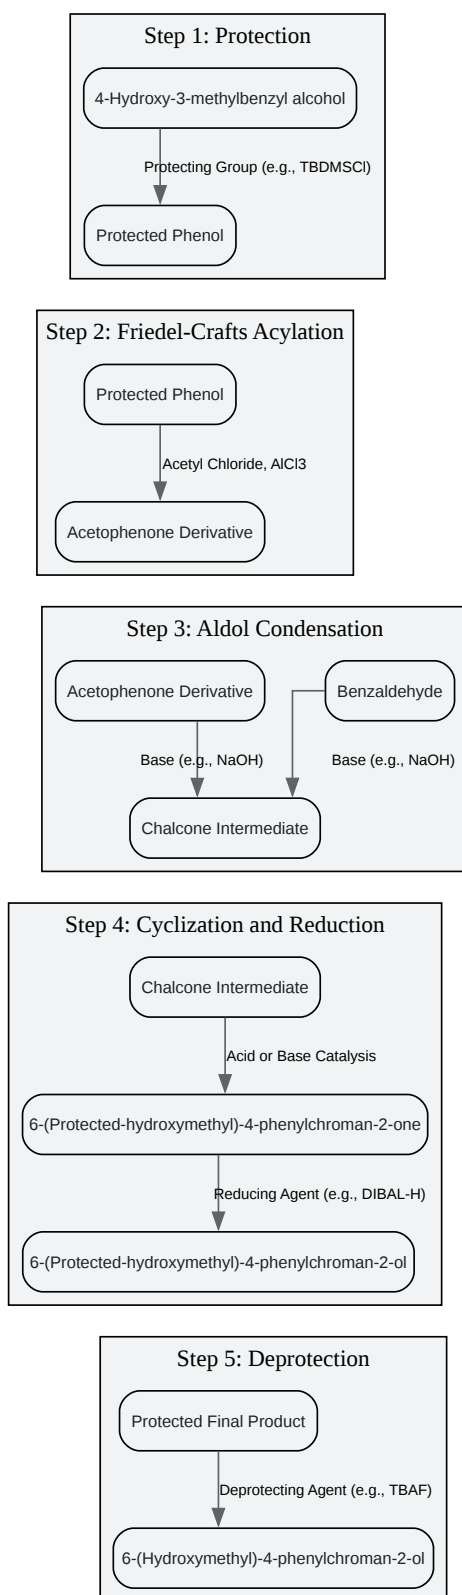 Step 1: Protection
4-Hydroxy-3-methylbenzyl alcohol
Protecting Group (e.g., TBDMSCl)
Protected Phenol
Step 2: Friedel-Crafts Acylation
Protected Phenol
Acetyl Chloride, AlCl3
Acetophenone Derivative
Step 3: Aldol Condensation
Acetophenone Derivative
Benzaldehyde
Base (e.g., NaOH)
Base (e.g., NaOH)
Chalcone Intermediate
Step 4: Cyclization and Reduction
Chalcone Intermediate
Acid or Base Catalysis
6-(Protected-hydroxymethyl)-4-phenylchroman-2-one
Reducing Agent (e.g., DIBAL-H)
6-(Protected-hydroxymethyl)-4-phenylchroman-2-ol
Step 5: Deprotection
Protected Final Product
Deprotecting Agent (e.g., TBAF)
6-(Hydroxymethyl)-4-phenylchroman-2-ol